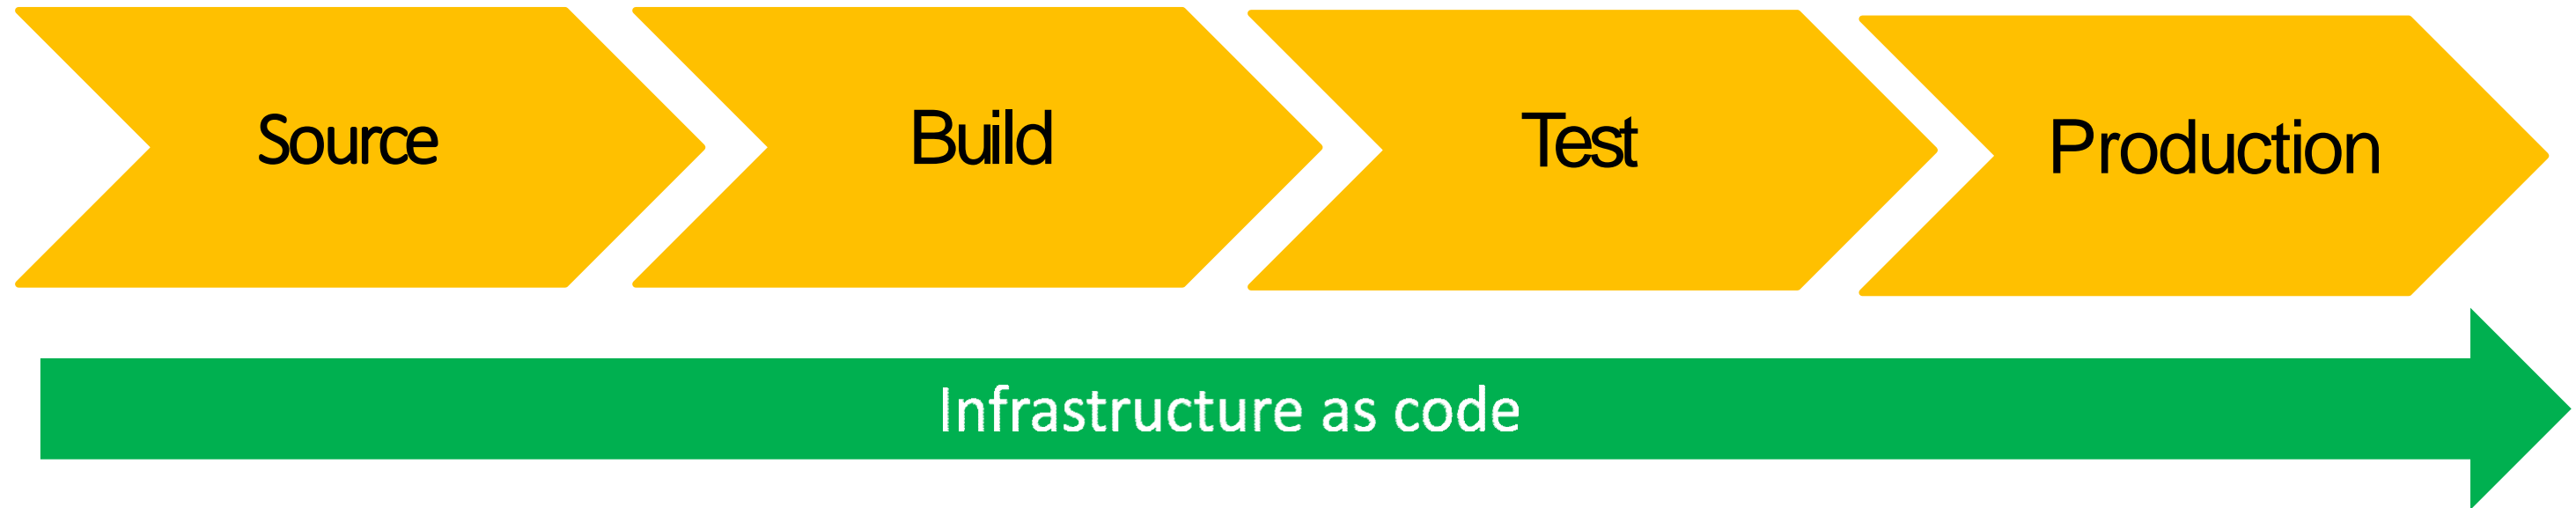 Source
Build
Test
Production
Infrastructure as code